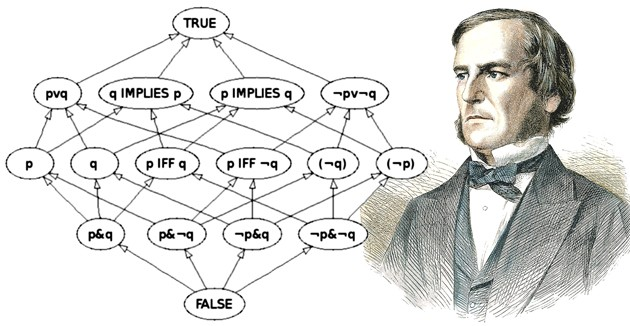 TRUE
pvq q IMPLIES p p IMPLIES q ¬pv¬q
p q p IFF q p IFF ¬q (¬q) (¬p)
p&q p&¬q ¬p&q ¬p&¬q
FALSE